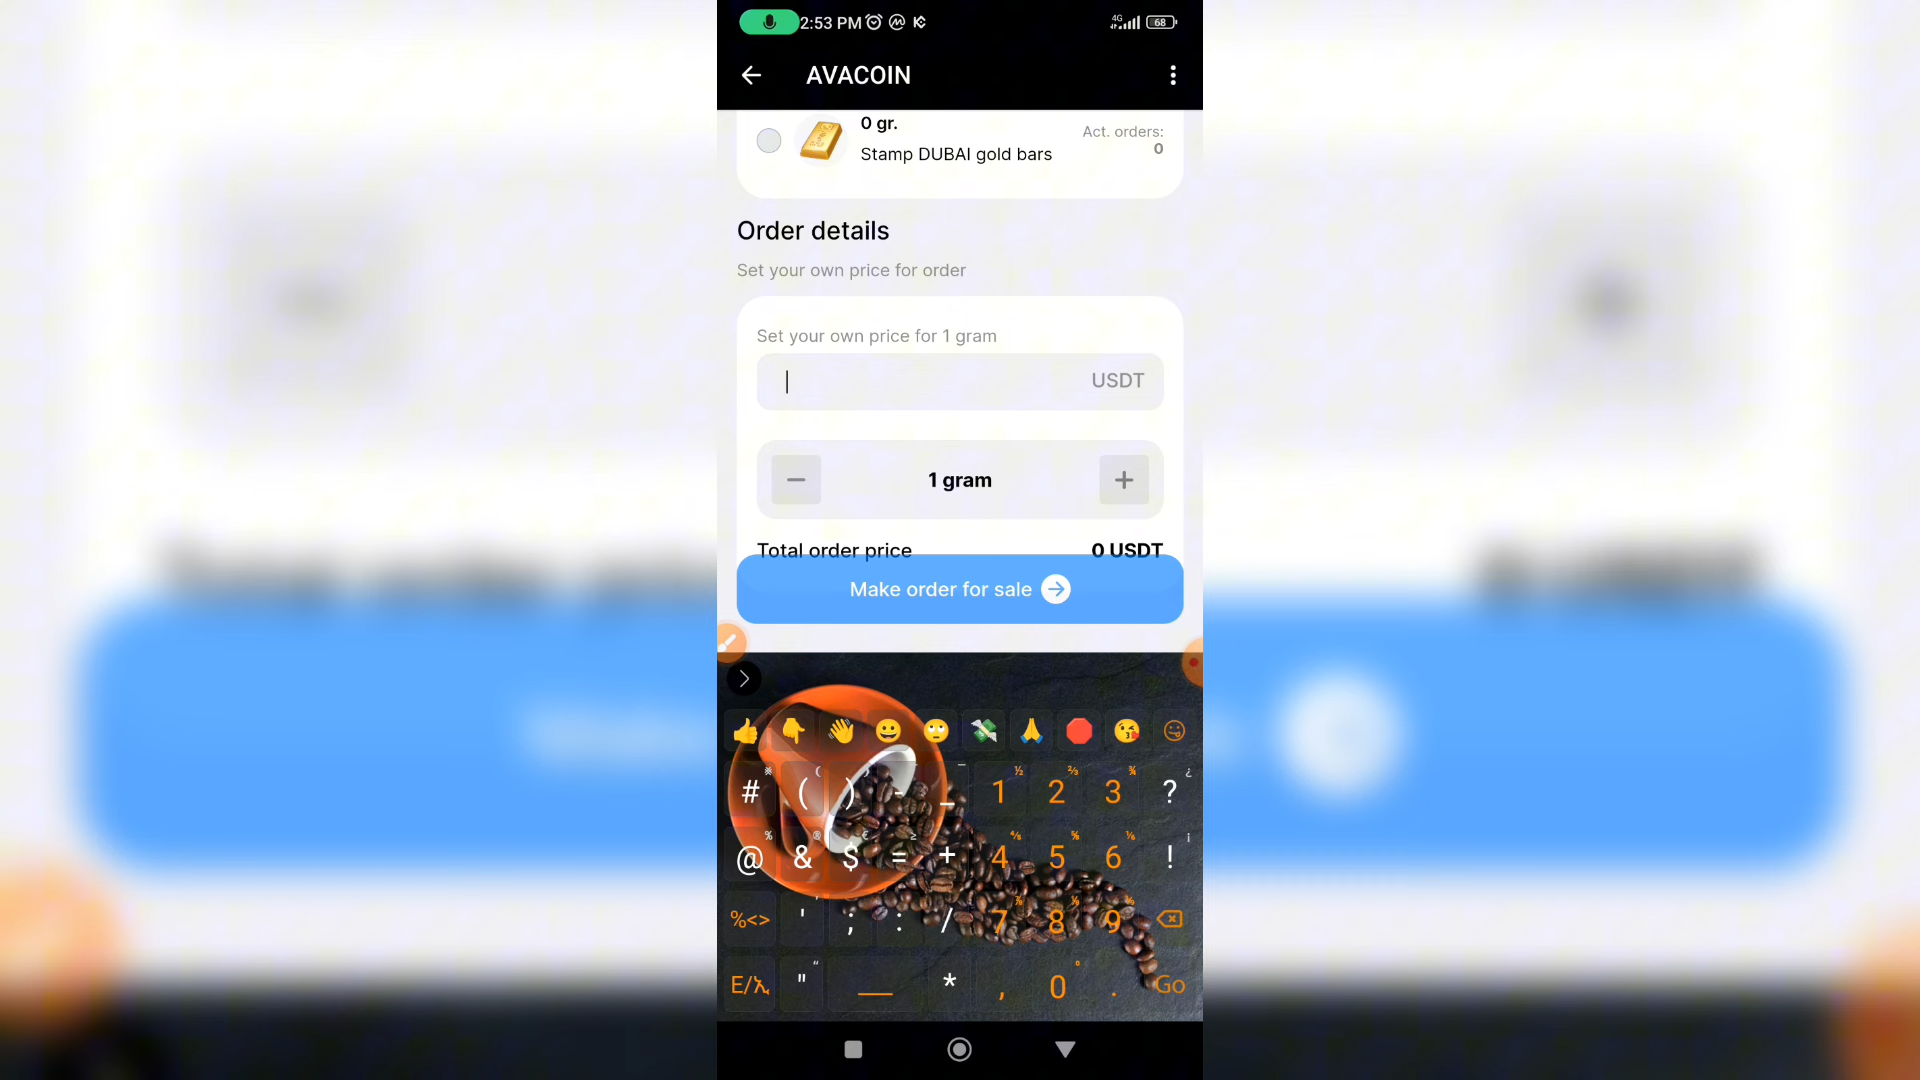 2:53 PM
4G
68
AVACOIN
0 gr.
Stamp DUBAI gold bars
Act. orders:
0
Order details
Set your own price for order
Set your own price for 1 gram
USDT
1 gram
Total order price
0 USDT
Make order for sale
# ( ) - _ 1 2 3 ?
@ & $ = + 4 5 6 !
%<> ' ; : / 7 8 9
E/ኢ " * , 0 . Go